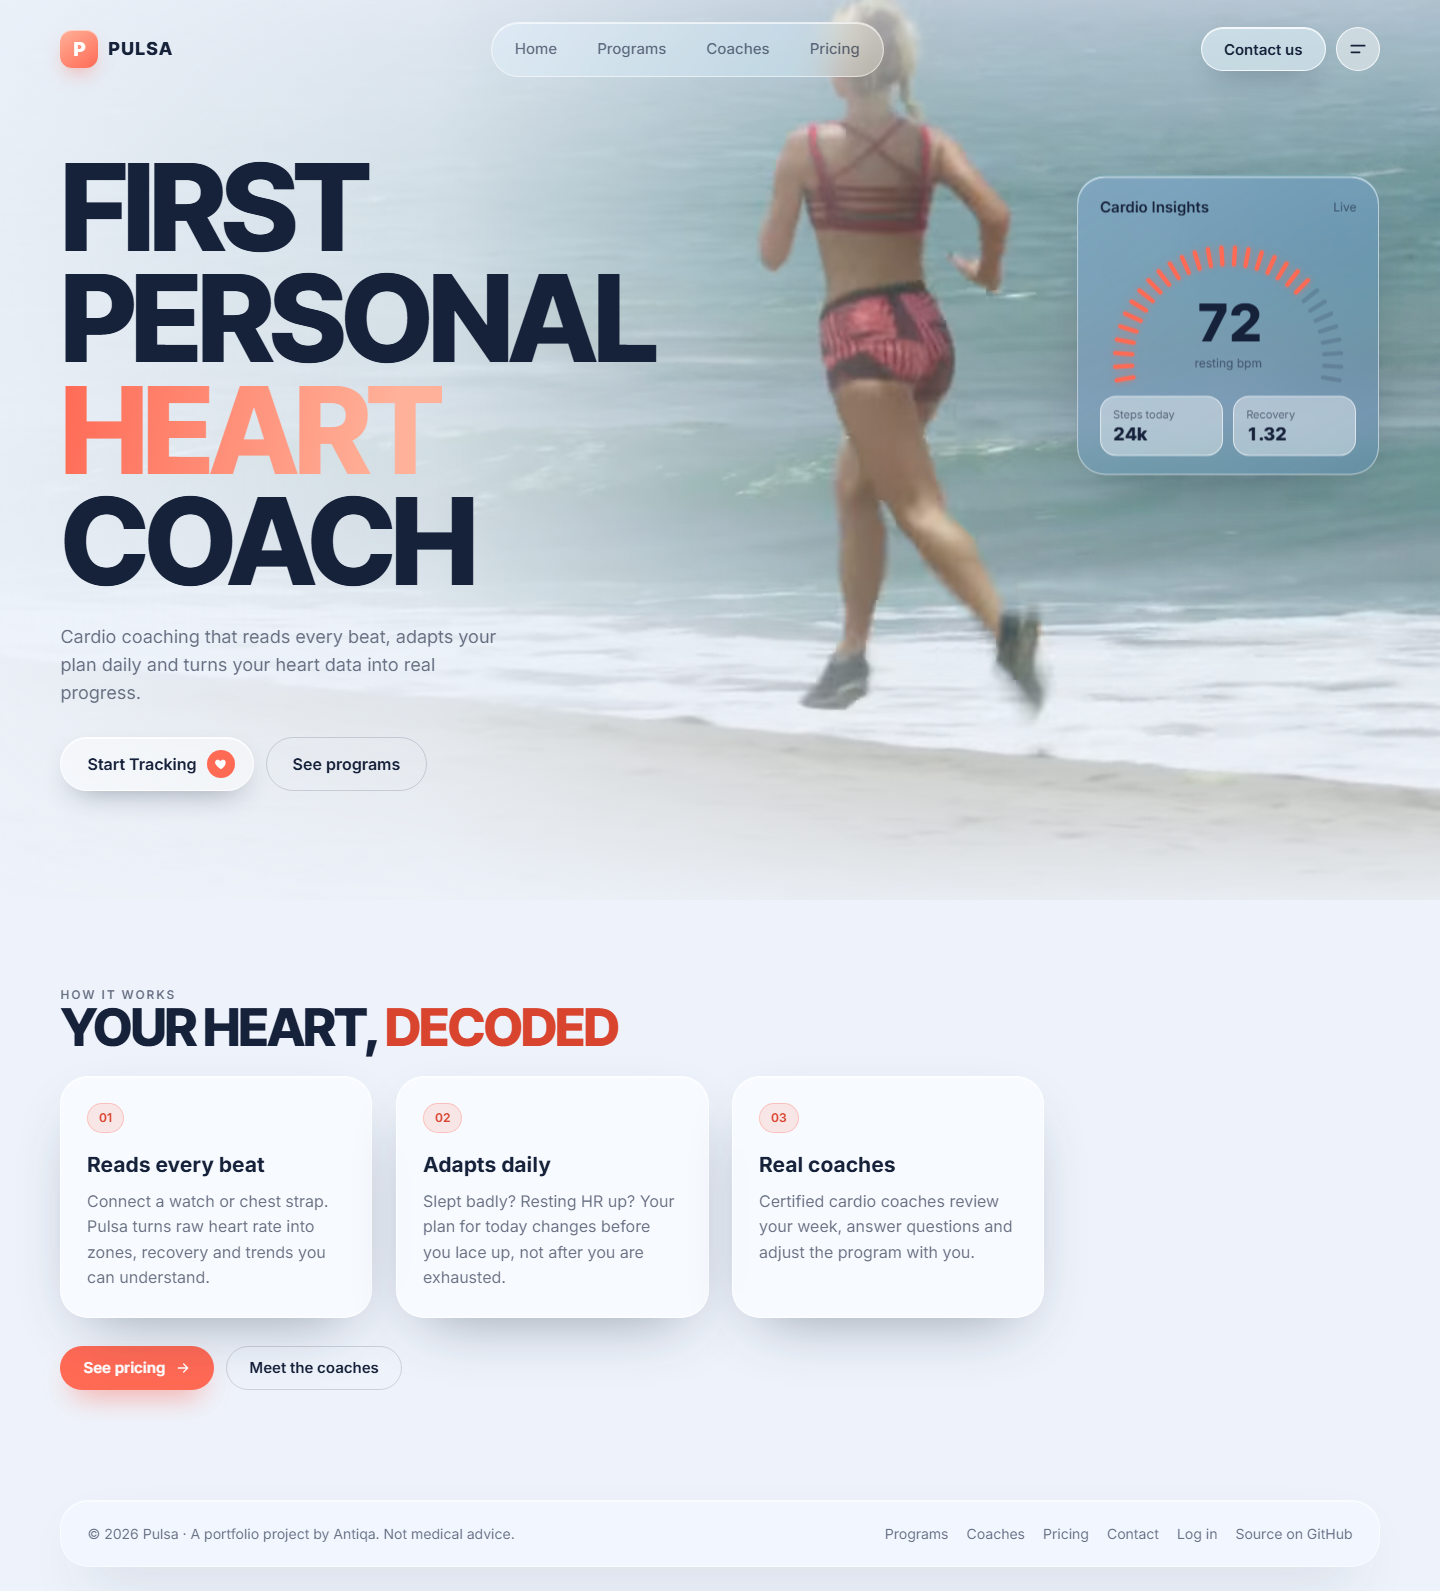 P PULSA
Home Programs Coaches Pricing
Contact us
FIRST
PERSONAL
HEART
COACH
Cardio coaching that reads every beat, adapts your
plan daily and turns your heart data into real
progress.
Start Tracking
See programs
Cardio Insights Live
72
resting bpm
Steps today
24k
Recovery
1.32
HOW IT WORKS
YOUR HEART, DECODED
01
Reads every beat
Connect a watch or chest strap.
Pulsa turns raw heart rate into
zones, recovery and trends you
can understand.
02
Adapts daily
Slept badly? Resting HR up? Your
plan for today changes before
you lace up, not after you are
exhausted.
03
Real coaches
Certified cardio coaches review
your week, answer questions and
adjust the program with you.
See pricing →
Meet the coaches
© 2026 Pulsa · A portfolio project by Antiqa. Not medical advice.
Programs Coaches Pricing Contact Log in Source on GitHub